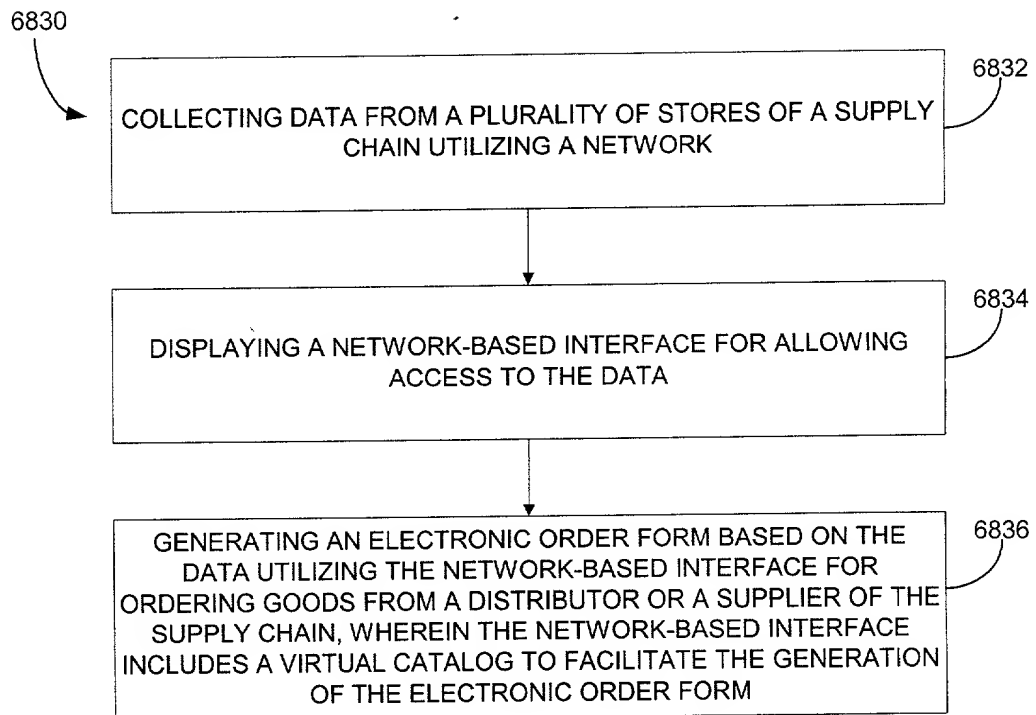 6830
6832
COLLECTING DATA FROM A PLURALITY OF STORES OF A SUPPLY
CHAIN UTILIZING A NETWORK
6834
DISPLAYING A NETWORK-BASED INTERFACE FOR ALLOWING
ACCESS TO THE DATA
6836
GENERATING AN ELECTRONIC ORDER FORM BASED ON THE
DATA UTILIZING THE NETWORK-BASED INTERFACE FOR
ORDERING GOODS FROM A DISTRIBUTOR OR A SUPPLIER OF THE
SUPPLY CHAIN, WHEREIN THE NETWORK-BASED INTERFACE
INCLUDES A VIRTUAL CATALOG TO FACILITATE THE GENERATION
OF THE ELECTRONIC ORDER FORM